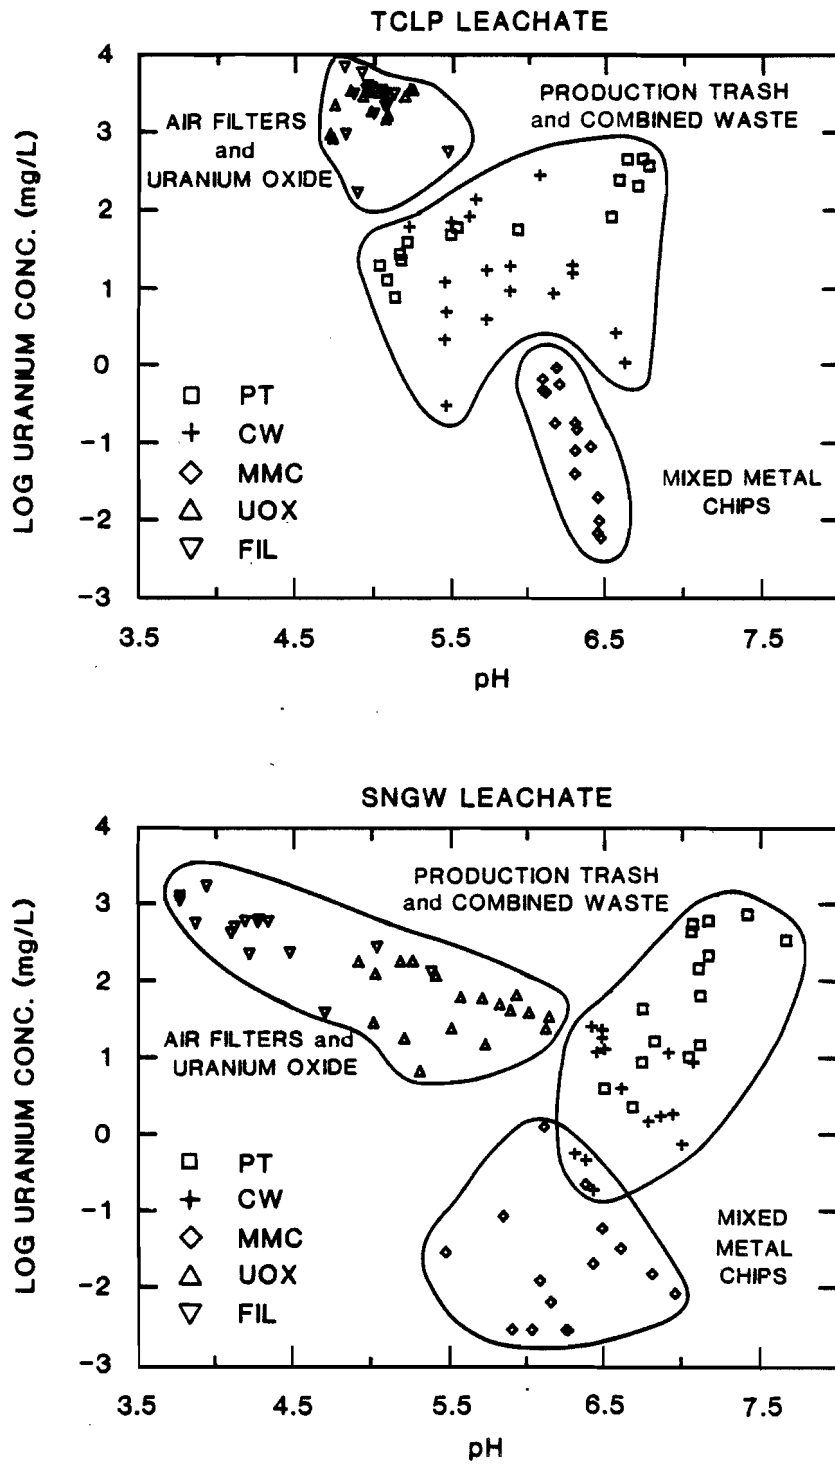 TCLP LEACHATE
LOG URANIUM CONC. (mg/L)
4
3
2
1
0
−1
−2
−3
AIR FILTERS
and
URANIUM OXIDE
PRODUCTION TRASH
and COMBINED WASTE
PT
CW
MMC
UOX
FIL
MIXED METAL
CHIPS
3.5 4.5 5.5 6.5 7.5
pH
SNGW LEACHATE
LOG URANIUM CONC. (mg/L)
4
3
2
1
0
−1
−2
−3
PRODUCTION TRASH
and COMBINED WASTE
AIR FILTERS and
URANIUM OXIDE
PT
CW
MMC
UOX
FIL
MIXED
METAL
CHIPS
3.5 4.5 5.5 6.5 7.5
pH